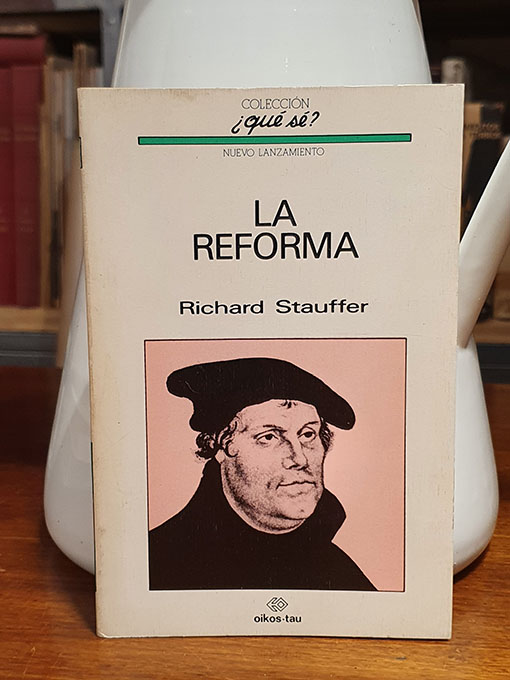 COLECCIÓN
¿qué sé?
NUEVO LANZAMIENTO
LA
REFORMA
Richard Stauffer
oikos-tau